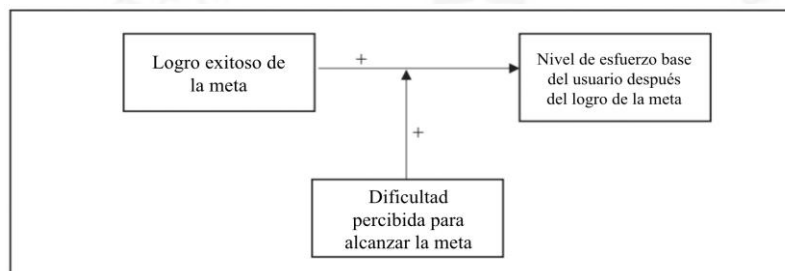 Logro exitoso de
la meta
+
Nivel de esfuerzo base
del usuario después
del logro de la meta
+
Dificultad
percibida para
alcanzar la meta